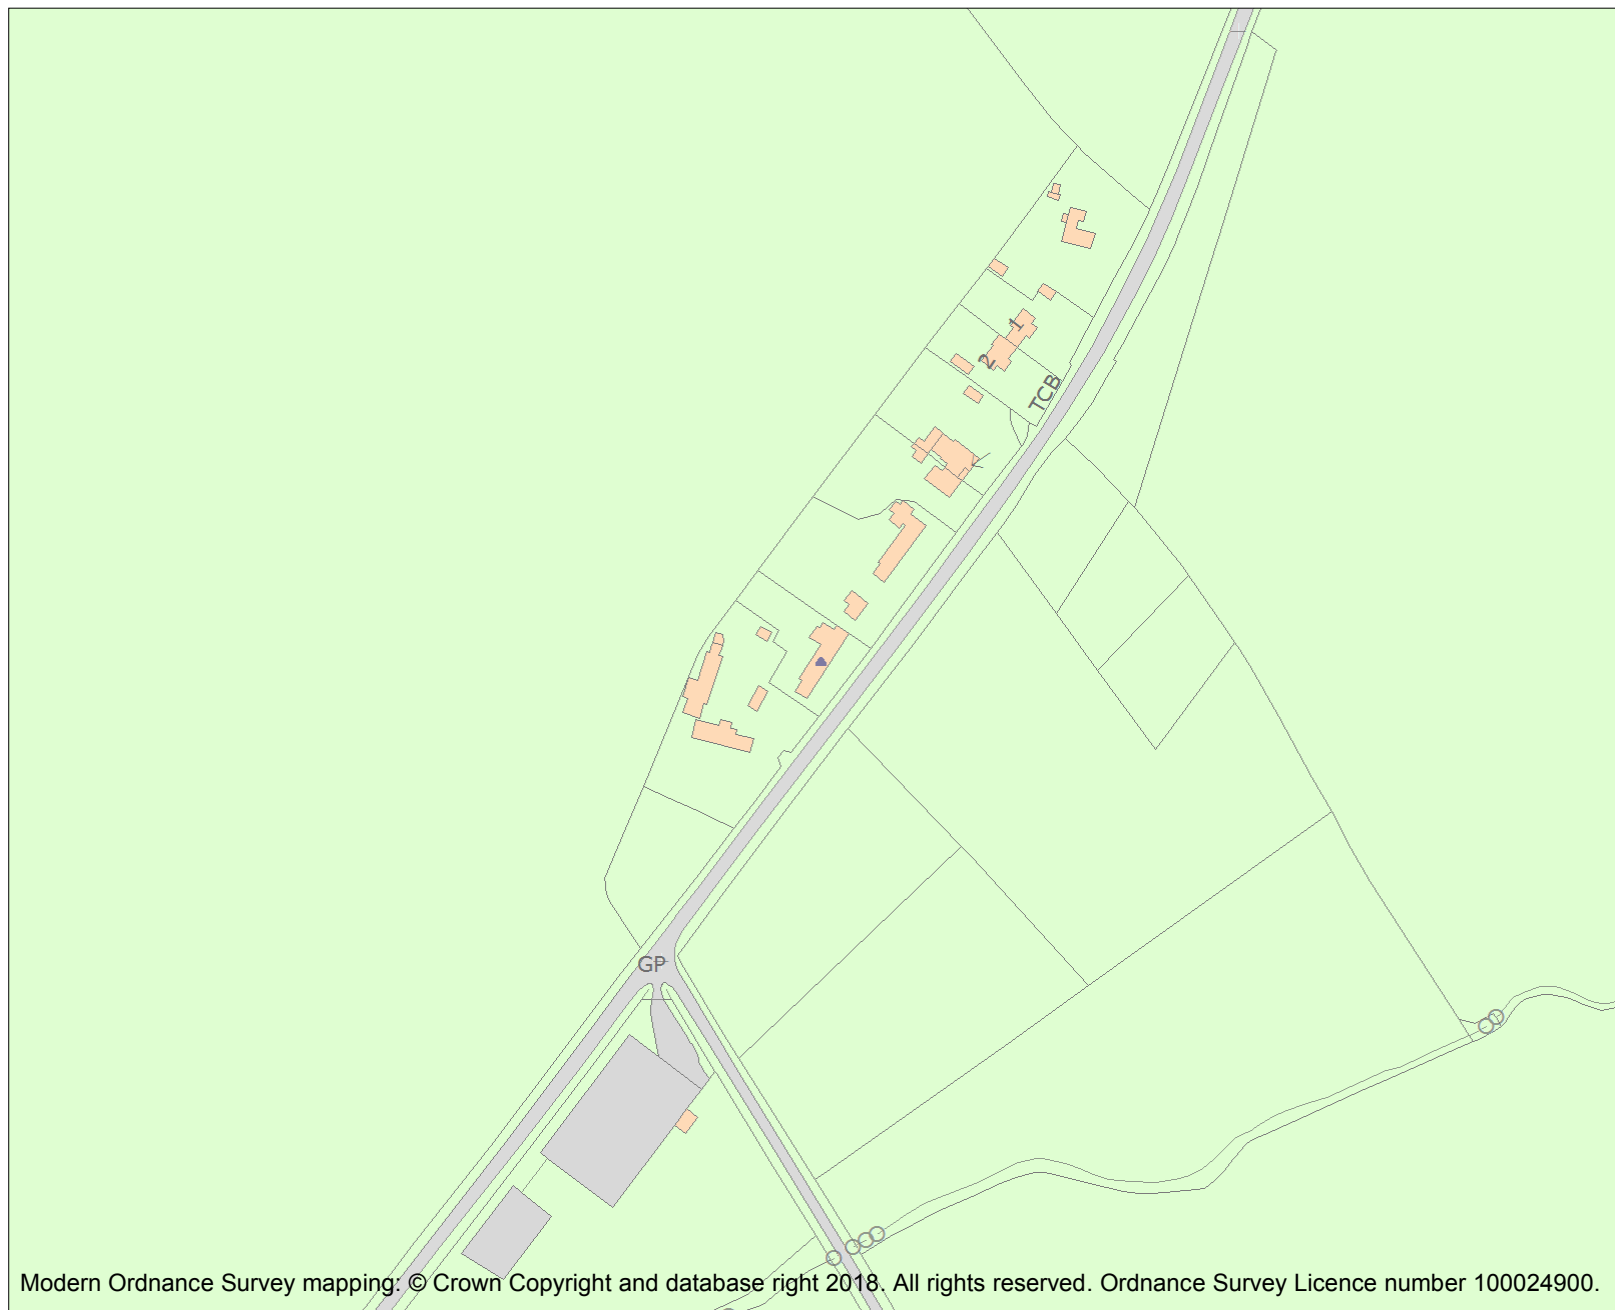 1
2
TCB
GP
Modern Ordnance Survey mapping: © Crown Copyright and database right 2018. All rights reserved. Ordnance Survey Licence number 100024900.